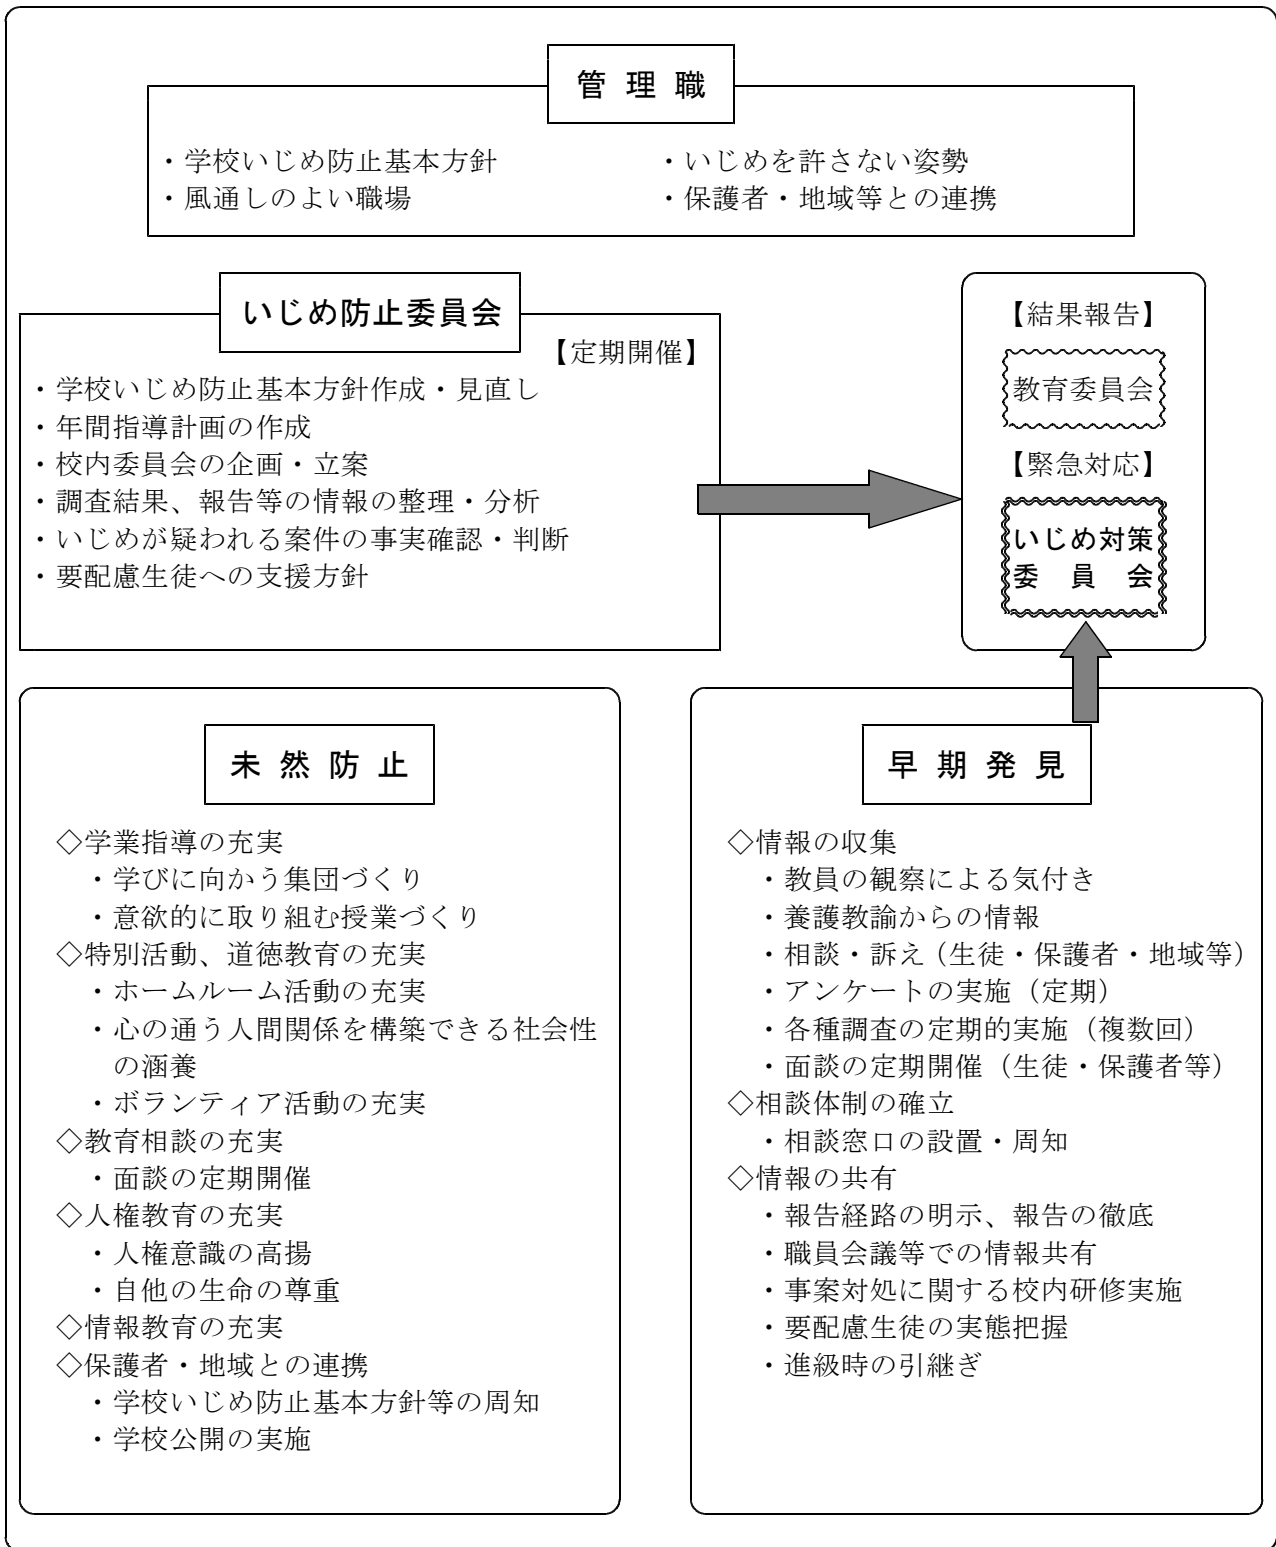 管 理 職
・学校いじめ防止基本方針
・いじめを許さない姿勢
・風通しのよい職場
・保護者・地域等との連携
いじめ防止委員会
【定期開催】
・学校いじめ防止基本方針作成・見直し
・年間指導計画の作成
・校内委員会の企画・立案
・調査結果、報告等の情報の整理・分析
・いじめが疑われる案件の事実確認・判断
・要配慮生徒への支援方針
【結果報告】
教育委員会
【緊急対応】
いじめ対策
委 員 会
未 然 防 止
◇学業指導の充実
・学びに向かう集団づくり
・意欲的に取り組む授業づくり
◇特別活動、道徳教育の充実
・ホームルーム活動の充実
・心の通う人間関係を構築できる社会性
の涵養
・ボランティア活動の充実
◇教育相談の充実
・面談の定期開催
◇人権教育の充実
・人権意識の高揚
・自他の生命の尊重
◇情報教育の充実
◇保護者・地域との連携
・学校いじめ防止基本方針等の周知
・学校公開の実施
早 期 発 見
◇情報の収集
・教員の観察による気付き
・養護教諭からの情報
・相談・訴え（生徒・保護者・地域等）
・アンケートの実施（定期）
・各種調査の定期的実施（複数回）
・面談の定期開催（生徒・保護者等）
◇相談体制の確立
・相談窓口の設置・周知
◇情報の共有
・報告経路の明示、報告の徹底
・職員会議等での情報共有
・事案対処に関する校内研修実施
・要配慮生徒の実態把握
・進級時の引継ぎ